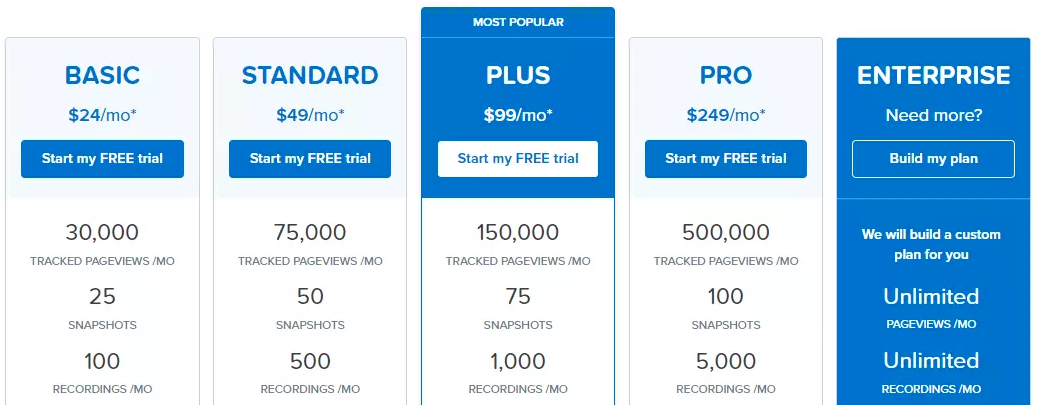 MOST POPULAR
BASIC
$24/mo*
Start my FREE trial
30,000
TRACKED PAGEVIEWS /MO
25
SNAPSHOTS
100
RECORDINGS /MO
STANDARD
$49/mo*
Start my FREE trial
75,000
TRACKED PAGEVIEWS /MO
50
SNAPSHOTS
500
RECORDINGS /MO
PLUS
$99/mo*
Start my FREE trial
150,000
TRACKED PAGEVIEWS /MO
75
SNAPSHOTS
1,000
RECORDINGS /MO
PRO
$249/mo*
Start my FREE trial
500,000
TRACKED PAGEVIEWS /MO
100
SNAPSHOTS
5,000
RECORDINGS /MO
ENTERPRISE
Need more?
Build my plan
We will build a custom
plan for you
Unlimited
PAGEVIEWS /MO
Unlimited
RECORDINGS /MO